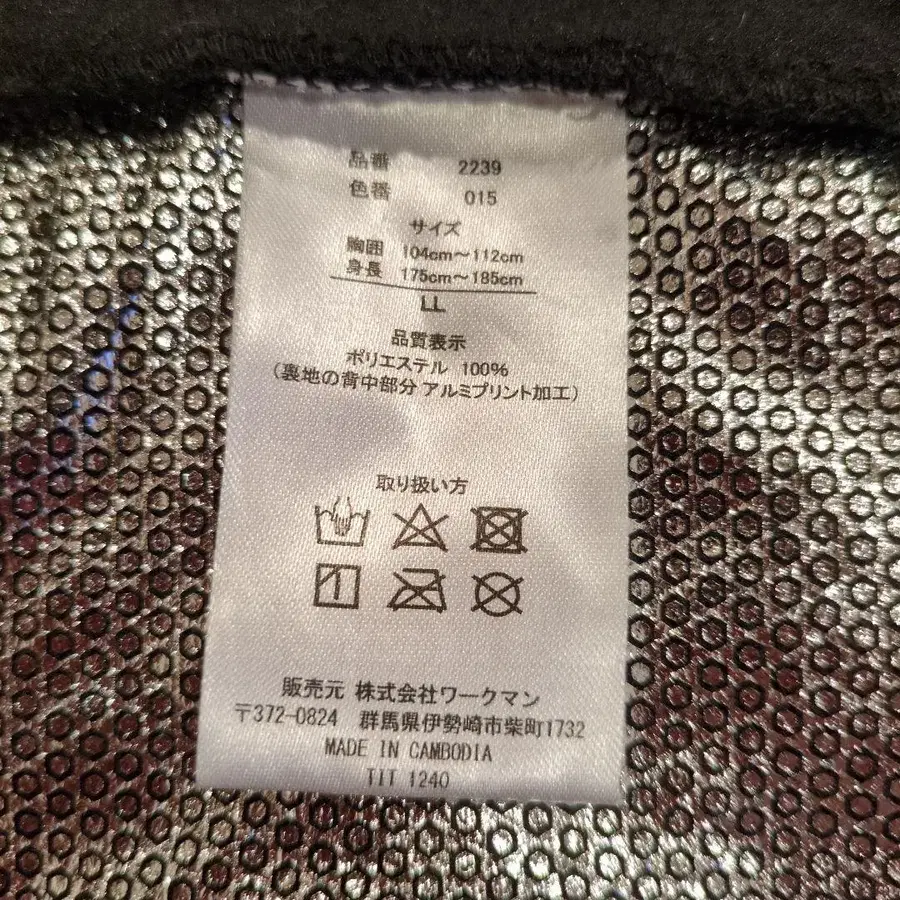 品番 2239
色番 015
サイズ
胸囲 104cm～112cm
身長 175cm～185cm
LL
品質表示
ポリエステル 100%
（裏地の背中部分 アルミプリント加工）
取り扱い方
販売元 株式会社ワークマン
〒372-0824 群馬県伊勢崎市柴町1732
MADE IN CAMBODIA
TIT 1240